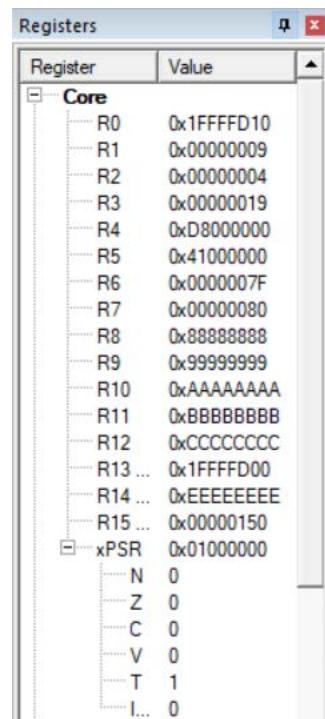 Registers
Register Value
Core
R0 0x1FFFFD10
R1 0x00000009
R2 0x00000004
R3 0x00000019
R4 0xD8000000
R5 0x41000000
R6 0x0000007F
R7 0x00000080
R8 0x88888888
R9 0x99999999
R10 0xAAAAAAAA
R11 0xBBBBBBBB
R12 0xCCCCCCCC
R13 ... 0x1FFFFD00
R14 ... 0xEEEEEEEE
R15 ... 0x00000150
xPSR 0x01000000
N 0
Z 0
C 0
V 0
T 1
I... 0